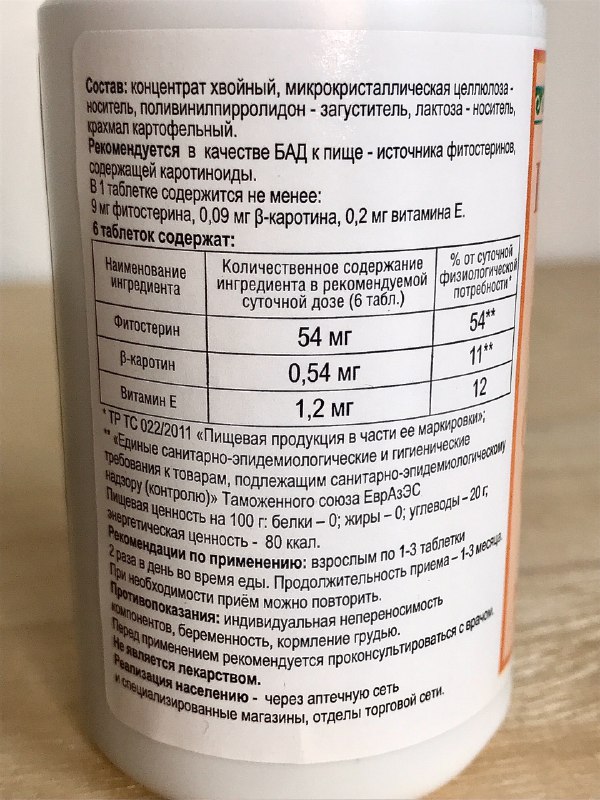 Состав: концентрат хвойный, микрокристаллическая целлюлоза -
носитель, поливинилпирролидон - загуститель, лактоза - носитель,
крахмал картофельный.
Рекомендуется в качестве БАД к пище - источника фитостеринов,
содержащей каротиноиды.
В 1 таблетке содержится не менее:
9 мг фитостерина, 0,09 мг β-каротина, 0,2 мг витамина Е.
6 таблеток содержат:
Наименование ингредиента
Количественное содержание ингредиента в рекомендуемой суточной дозе (6 табл.)
% от суточной физиологической потребности*
Фитостерин 54 мг 54**
β-каротин 0,54 мг 11**
Витамин Е 1,2 мг 12
* ТР ТС 022/2011 «Пищевая продукция в части ее маркировки»;
** «Единые санитарно-эпидемиологические и гигиенические
требования к товарам, подлежащим санитарно-эпидемиологическому
надзору (контролю)» Таможенного союза ЕврАзЭС
Пищевая ценность на 100 г: белки – 0; жиры – 0; углеводы – 20 г;
энергетическая ценность - 80 ккал.
Рекомендации по применению: взрослым по 1-3 таблетки
2 раза в день во время еды. Продолжительность приема – 1-3 месяца.
При необходимости приём можно повторить.
Противопоказания: индивидуальная непереносимость
компонентов, беременность, кормление грудью.
Перед применением рекомендуется проконсультироваться с врачом.
Не является лекарством.
Реализация населению - через аптечную сеть
и специализированные магазины, отделы торговой сети.